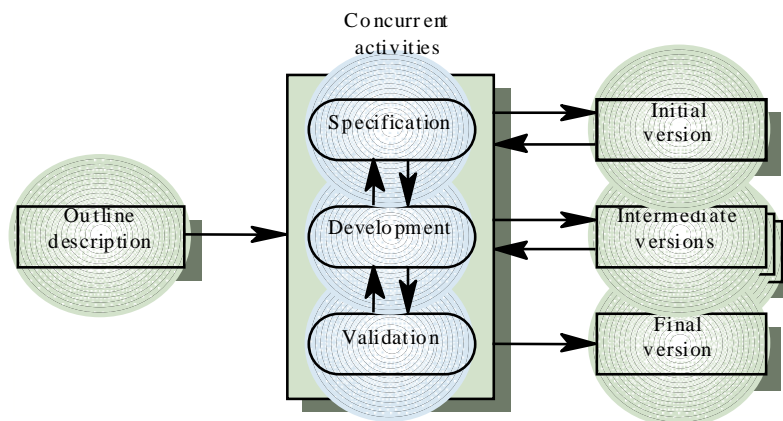 Concurrent
activities
Specification
Initial
version
Outline
description
Development
Intermediate
versions
Validation
Final
version